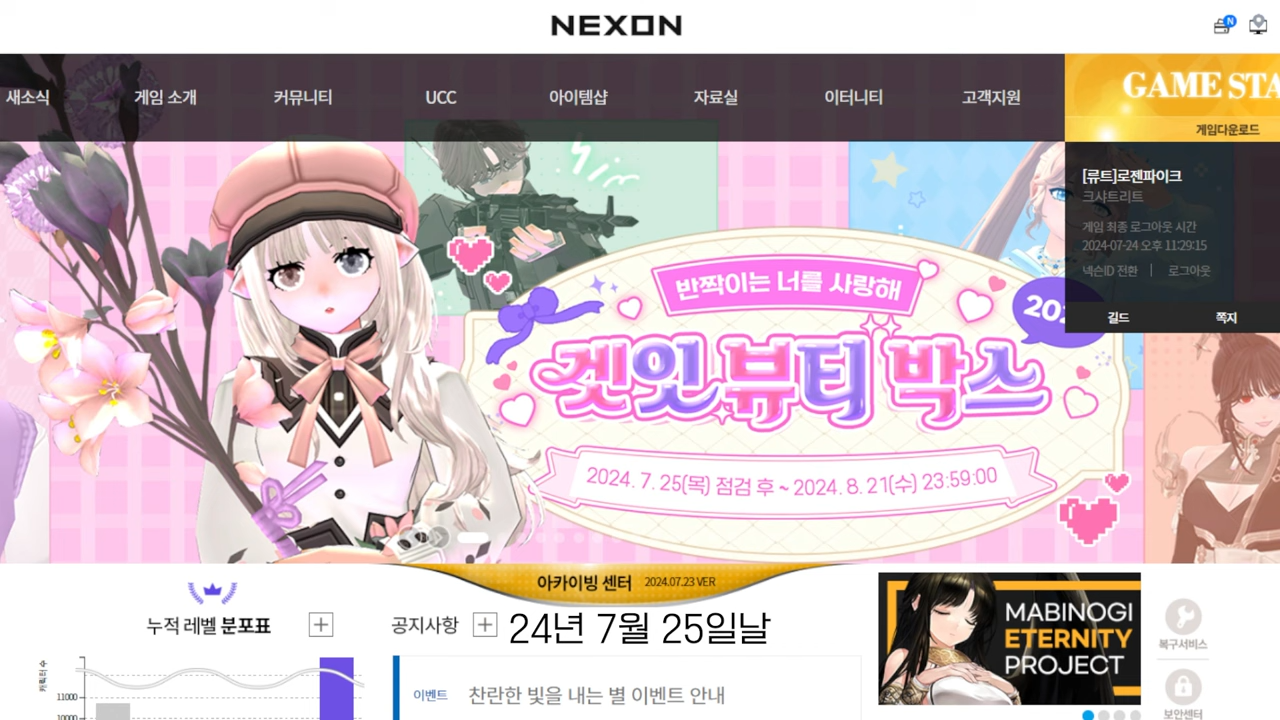 NEXON
N
새소식
게임 소개
커뮤니티
UCC
아이템샵
자료실
이터니티
고객지원
GAME STA
게임다운로드
[류트]로젠파이크
크샤트리트
게임 최종 로그아웃 시간
2024-07-24 오후 11:29:15
넥슨ID 전환 | 로그아웃
길드
쪽지
반짝이는 너를 사랑해
202
겟잇 뷰티 박스
2024. 7. 25(목) 점검 후 ~ 2024. 8. 21(수) 23:59:00
아카이빙 센터 2024.07.23 VER
누적 레벨 분포표 +
공지사항 + 24년 7월 25일날
캐릭터 수
11000
10000
이벤트 찬란한 빛을 내는 별 이벤트 안내
MABINOGI
ETERNITY
PROJECT
복구서비스
보안센터